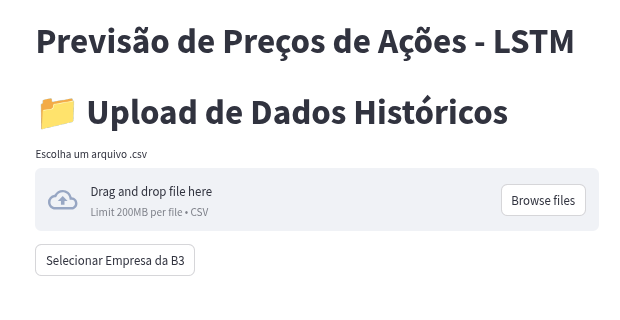 Previsão de Preços de Ações - LSTM
📁 Upload de Dados Históricos
Escolha um arquivo .csv
Drag and drop file here
Limit 200MB per file • CSV
Browse files
Selecionar Empresa da B3